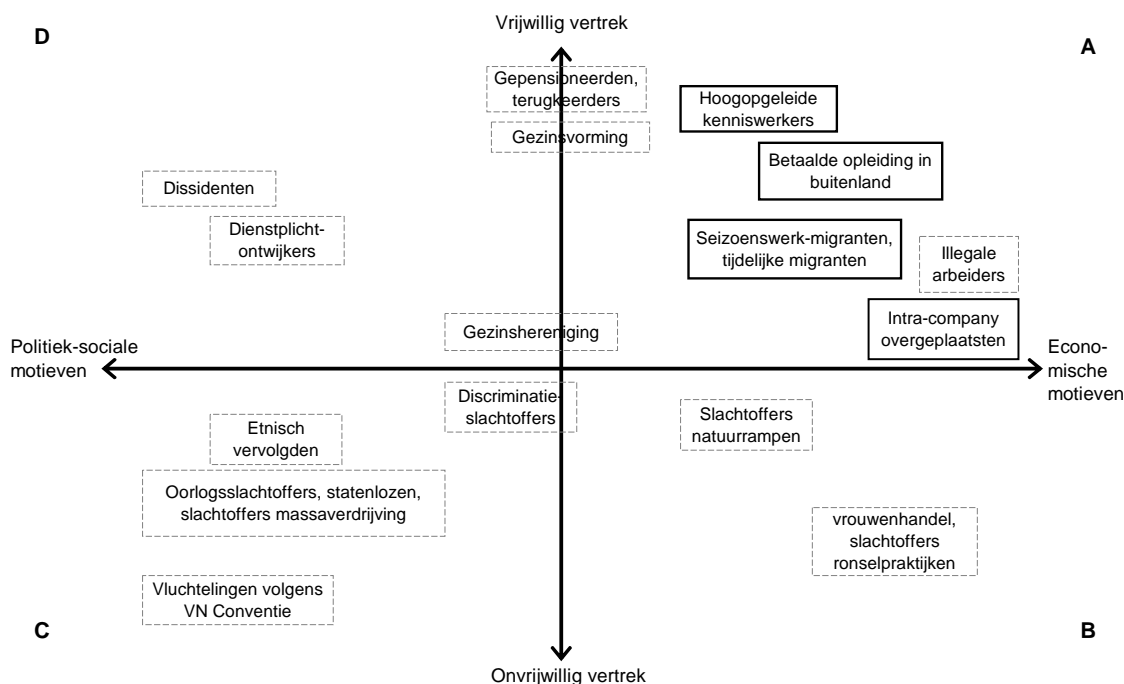 Vrijwillig vertrek
D
A
Gepensioneerden,
terugkeerders
Hoogopgeleide
kenniswerkers
Gezinsvorming
Betaalde opleiding in
buitenland
Dissidenten
Dienstplicht-
ontwijkers
Seizoenswerk-migranten,
tijdelijke migranten
Illegale
arbeiders
Gezinshereniging
Intra-company
overgeplaatsten
Politiek-sociale
motieven
Econo-
mische
motieven
Discriminatie-
slachtoffers
Slachtoffers
natuurrampen
Etnisch
vervolgden
Oorlogsslachtoffers, statenlozen,
slachtoffers massaverdrijving
vrouwenhandel,
slachtoffers
ronselpraktijken
Vluchtelingen volgens
VN Conventie
C
B
Onvrijwillig vertrek